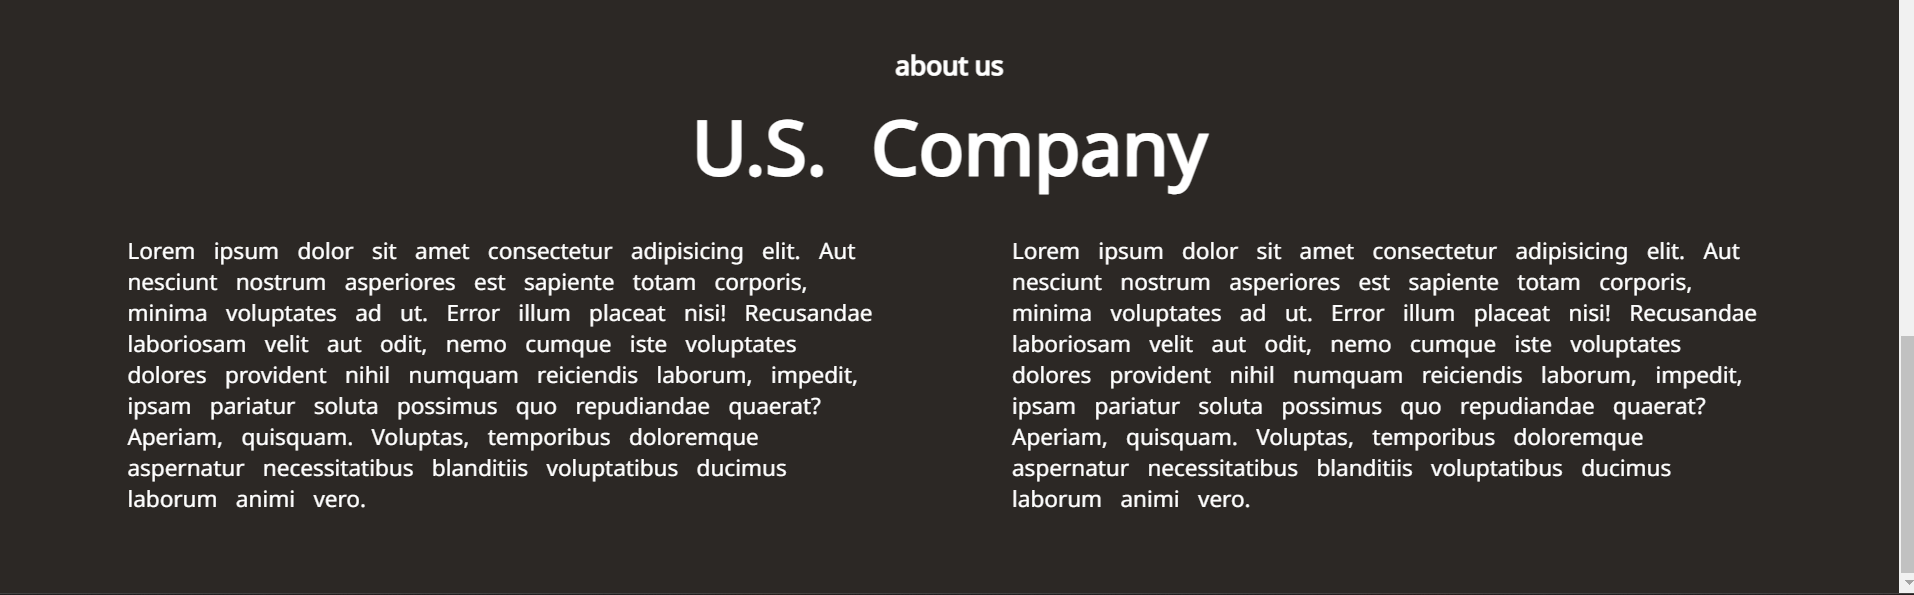 about us
U.S. Company
Lorem ipsum dolor sit amet consectetur adipisicing elit. Aut
nesciunt nostrum asperiores est sapiente totam corporis,
minima voluptates ad ut. Error illum placeat nisi! Recusandae
laboriosam velit aut odit, nemo cumque iste voluptates
dolores provident nihil numquam reiciendis laborum, impedit,
ipsam pariatur soluta possimus quo repudiandae quaerat?
Aperiam, quisquam. Voluptas, temporibus doloremque
aspernatur necessitatibus blanditiis voluptatibus ducimus
laborum animi vero.
Lorem ipsum dolor sit amet consectetur adipisicing elit. Aut
nesciunt nostrum asperiores est sapiente totam corporis,
minima voluptates ad ut. Error illum placeat nisi! Recusandae
laboriosam velit aut odit, nemo cumque iste voluptates
dolores provident nihil numquam reiciendis laborum, impedit,
ipsam pariatur soluta possimus quo repudiandae quaerat?
Aperiam, quisquam. Voluptas, temporibus doloremque
aspernatur necessitatibus blanditiis voluptatibus ducimus
laborum animi vero.